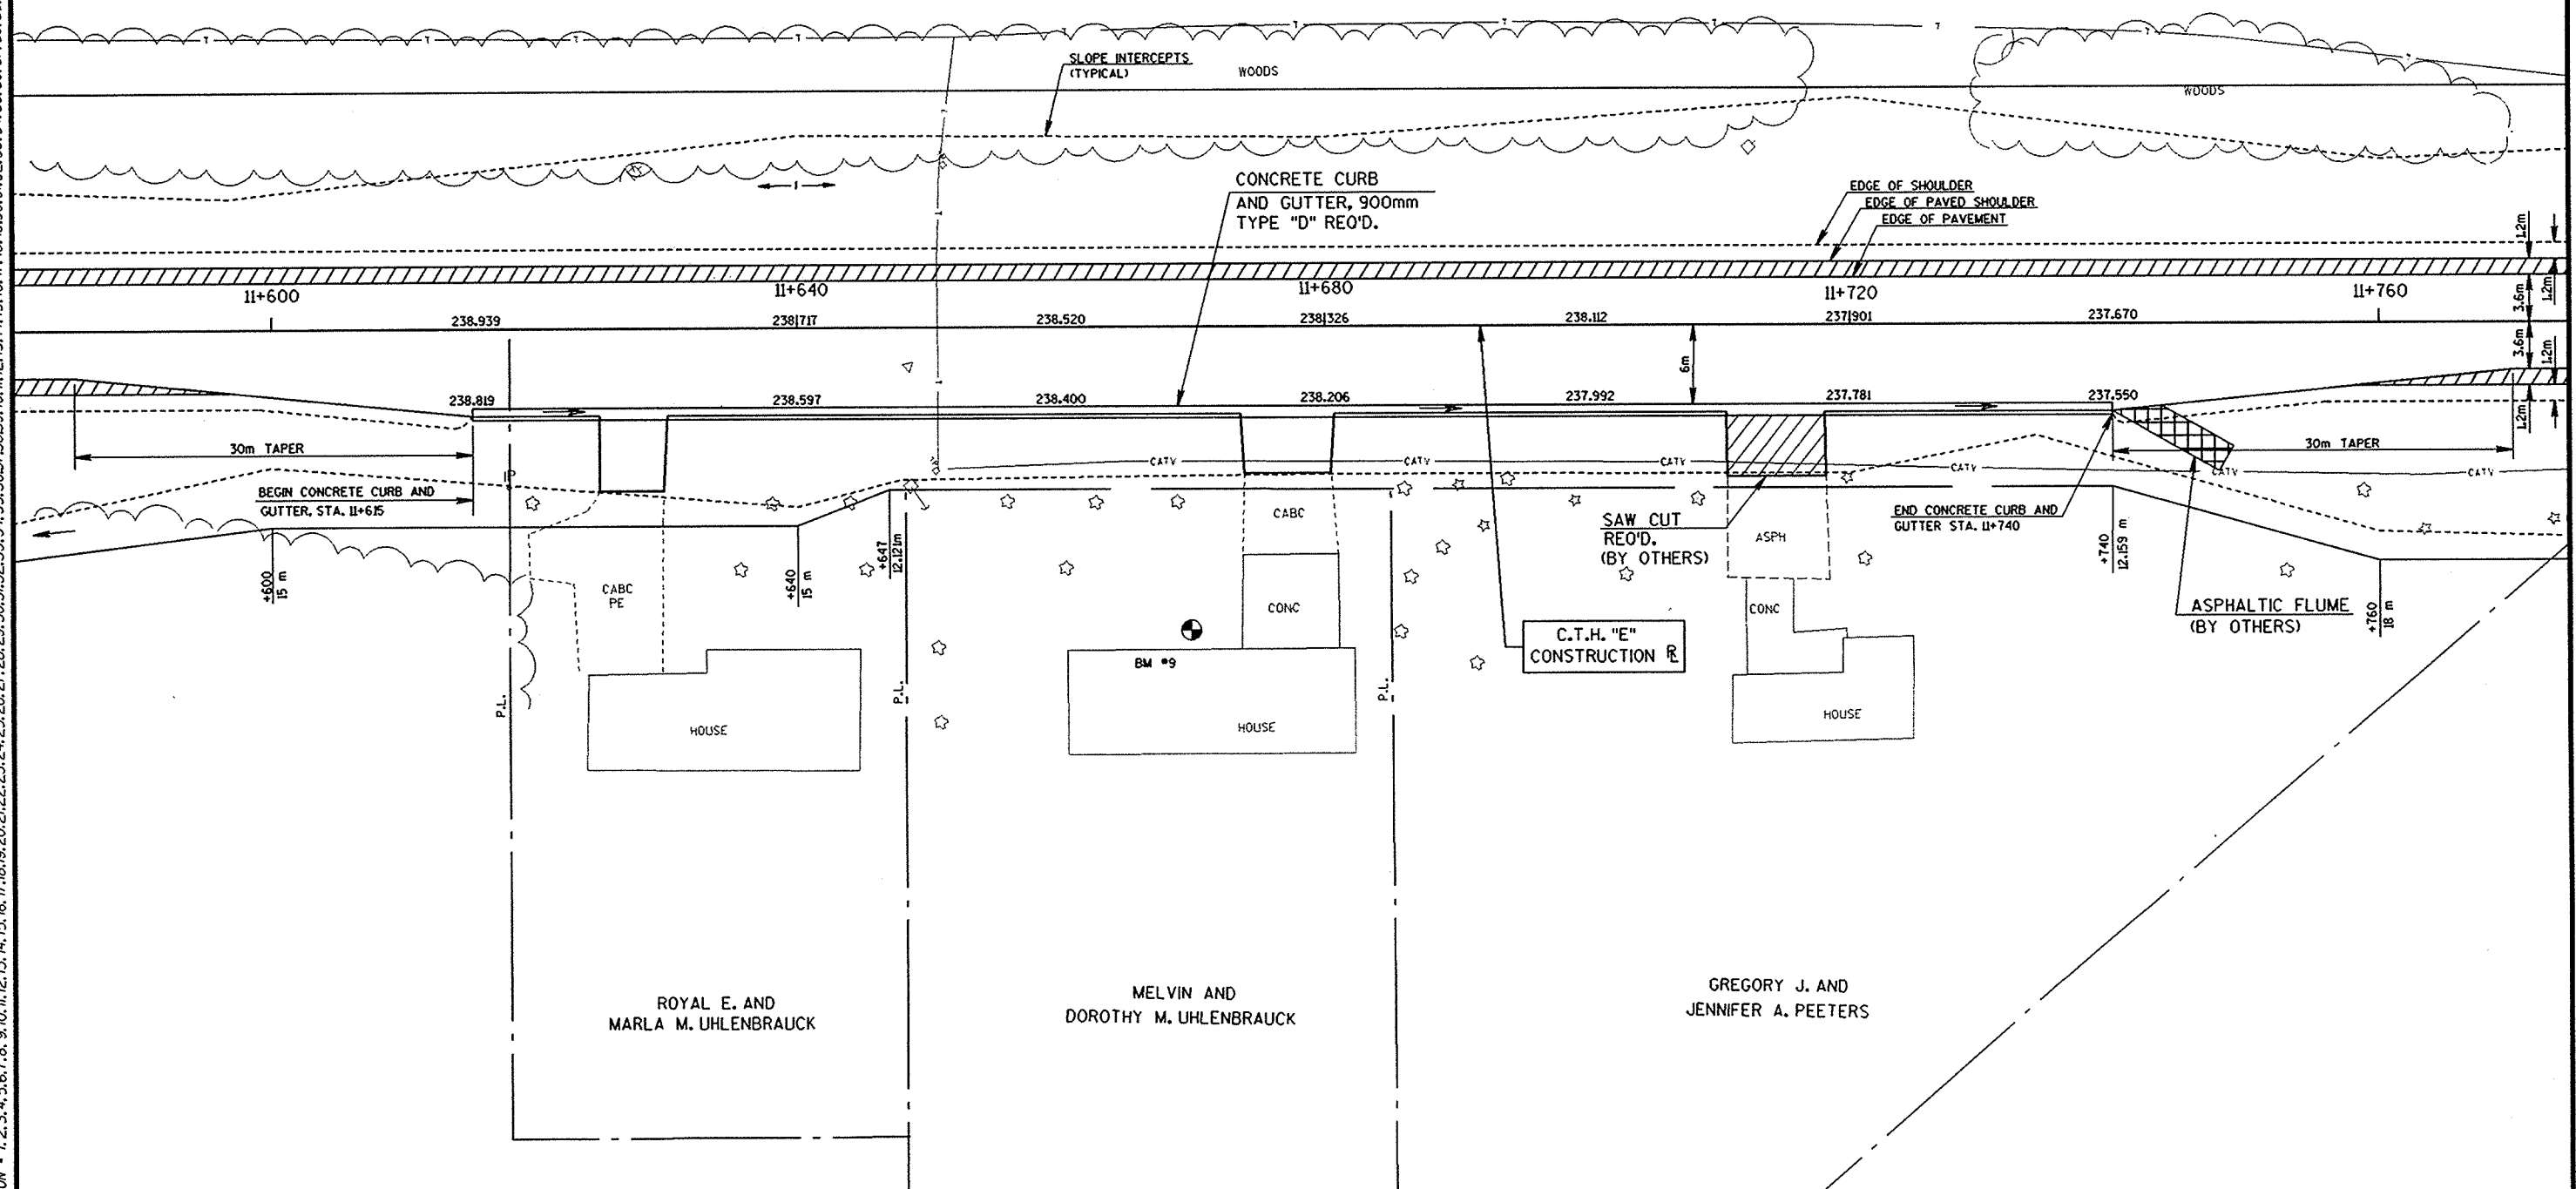 SLOPE INTERCEPTS
(TYPICAL)
WOODS
WOODS
CONCRETE CURB
AND GUTTER, 900mm
TYPE "D" REQ'D.
EDGE OF SHOULDER
EDGE OF PAVED SHOULDER
EDGE OF PAVEMENT
1.2m
1.2m
3.6m
3.6m
1.2m
1.2m
11+600
11+640
11+680
11+720
11+760
238.939
238.717
238.520
238.326
238.112
237.901
237.670
6m
238.819
238.597
238.400
238.206
237.992
237.781
237.550
30m TAPER
30m TAPER
CATV
CATV
CATV
CATV
CATV
CATV
BEGIN CONCRETE CURB AND
GUTTER, STA. 11+615
END CONCRETE CURB AND
GUTTER STA. 11+740
SAW CUT
REQ'D.
(BY OTHERS)
CABC
ASPH
+600
15 m
+640
15 m
+647
12.121m
+740
12.159 m
+760
18 m
CABC
PE
CONC
CONC
ASPHALTIC FLUME
(BY OTHERS)
C.T.H. "E"
CONSTRUCTION RL
BM #9
P.L.
P.L.
P.L.
HOUSE
HOUSE
HOUSE
ROYAL E. AND
MARLA M. UHLENBRAUCK
MELVIN AND
DOROTHY M. UHLENBRAUCK
GREGORY J. AND
JENNIFER A. PEETERS